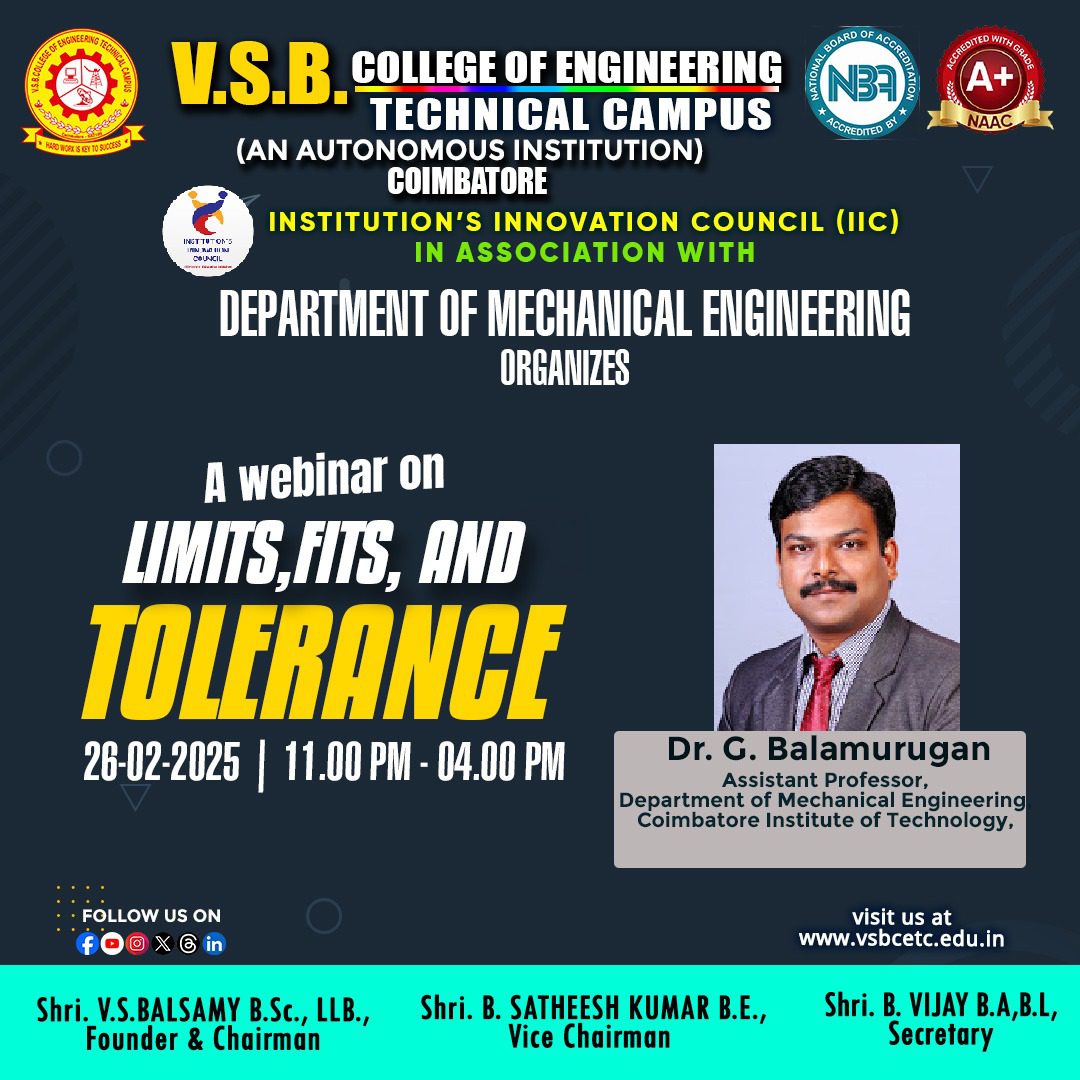 V.S.B.COLLEGE OF ENGINEERING TECHNICAL CAMPUS
HARD WORK IS KEY TO SUCCESS
V.S.B. COLLEGE OF ENGINEERING
TECHNICAL CAMPUS
(AN AUTONOMOUS INSTITUTION)
COIMBATORE
NATIONAL BOARD OF ACCREDITATION
NBA
ACCREDITED BY
ACCREDITED WITH GRADE
A+
NAAC
INSTITUTION'S
INNOVATION
COUNCIL
INSTITUTION'S INNOVATION COUNCIL (IIC)
IN ASSOCIATION WITH
DEPARTMENT OF MECHANICAL ENGINEERING
ORGANIZES
A webinar on
LIMITS,FITS, AND
TOLERANCE
26-02-2025 | 11.00 PM - 04.00 PM
Dr. G. Balamurugan
Assistant Professor,
Department of Mechanical Engineering,
Coimbatore Institute of Technology,
FOLLOW US ON
visit us at
www.vsbcetc.edu.in
Shri. V.S.BALSAMY B.Sc., LLB.,
Founder & Chairman
Shri. B. SATHEESH KUMAR B.E.,
Vice Chairman
Shri. B. VIJAY B.A,B.L,
Secretary